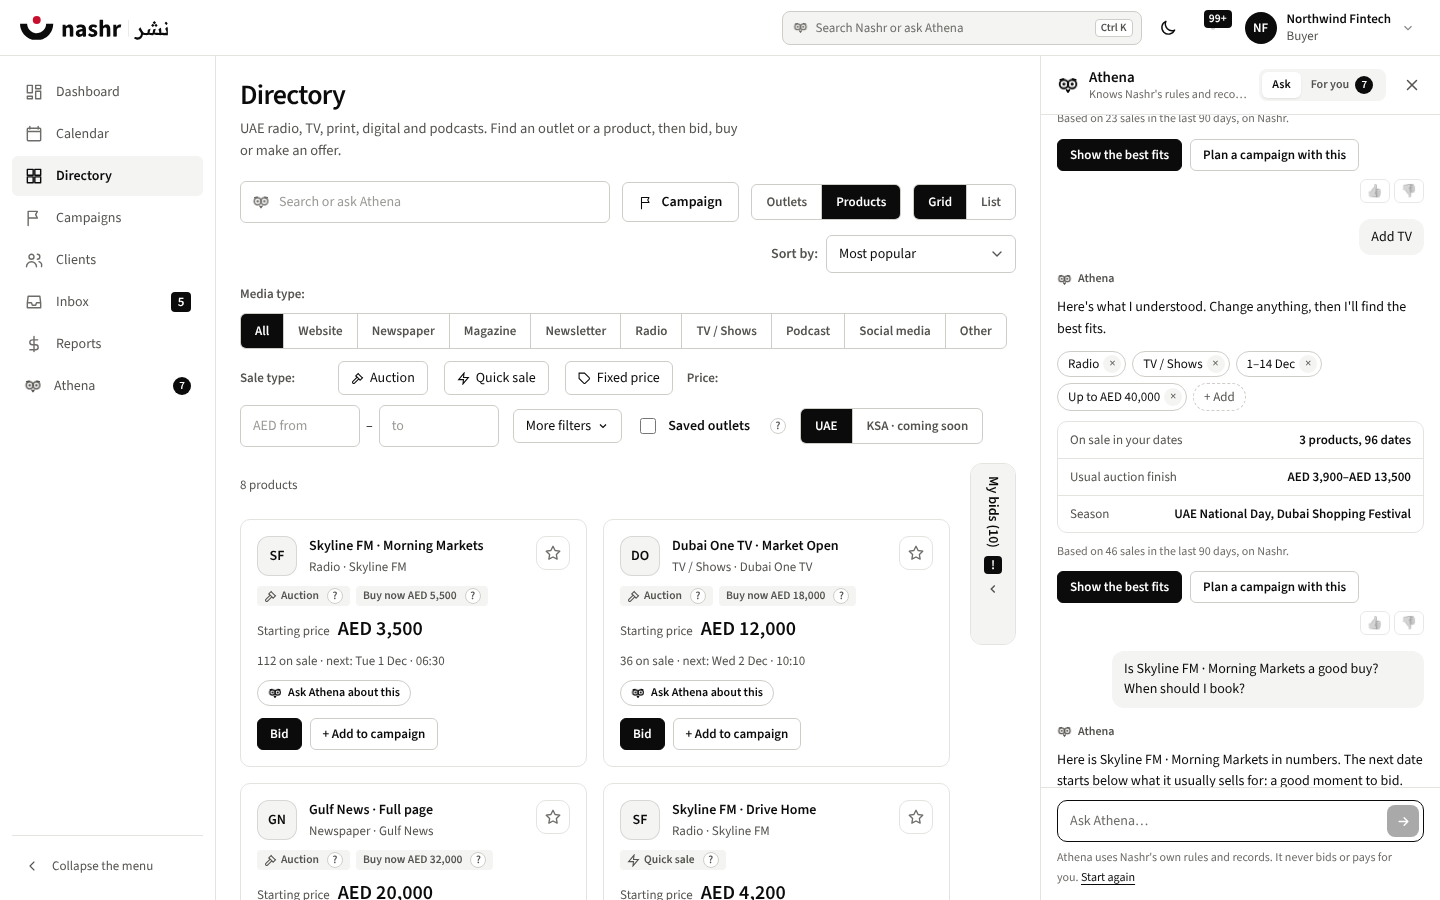 nashr نشر
Search Nashr or ask Athena
Ctrl K
99+
NF
Northwind Fintech
Buyer
Dashboard
Calendar
Directory
Campaigns
Clients
Inbox
5
Reports
Athena
7
Collapse the menu
Directory
UAE radio, TV, print, digital and podcasts. Find an outlet or a product, then bid, buy
or make an offer.
Search or ask Athena
Campaign
Outlets
Products
Grid
List
Sort by:
Most popular
Media type:
All
Website
Newspaper
Magazine
Newsletter
Radio
TV / Shows
Podcast
Social media
Other
Sale type:
Auction
Quick sale
Fixed price
Price:
AED from
–
to
More filters
Saved outlets
?
UAE
KSA · coming soon
8 products
My bids (10)
!
SF
Skyline FM · Morning Markets
Radio · Skyline FM
Auction ?
Buy now AED 5,500 ?
Starting price AED 3,500
112 on sale · next: Tue 1 Dec · 06:30
Ask Athena about this
Bid
+ Add to campaign
DO
Dubai One TV · Market Open
TV / Shows · Dubai One TV
Auction ?
Buy now AED 18,000 ?
Starting price AED 12,000
36 on sale · next: Wed 2 Dec · 10:10
Ask Athena about this
Bid
+ Add to campaign
GN
Gulf News · Full page
Newspaper · Gulf News
Auction ?
Buy now AED 32,000 ?
Starting price AED 20,000
SF
Skyline FM · Drive Home
Radio · Skyline FM
Quick sale ?
Starting price AED 4,200
Athena
Knows Nashr's rules and reco…
Ask
For you 7
Based on 23 sales in the last 90 days, on Nashr.
Show the best fits
Plan a campaign with this
Add TV
Athena
Here's what I understood. Change anything, then I'll find the
best fits.
Radio ×
TV / Shows ×
1–14 Dec ×
Up to AED 40,000 ×
+ Add
On sale in your dates 3 products, 96 dates
Usual auction finish AED 3,900–AED 13,500
Season UAE National Day, Dubai Shopping Festival
Based on 46 sales in the last 90 days, on Nashr.
Show the best fits
Plan a campaign with this
Is Skyline FM · Morning Markets a good buy?
When should I book?
Athena
Here is Skyline FM · Morning Markets in numbers. The next date
starts below what it usually sells for: a good moment to bid.
Ask Athena…
Athena uses Nashr's own rules and records. It never bids or pays for
you. Start again